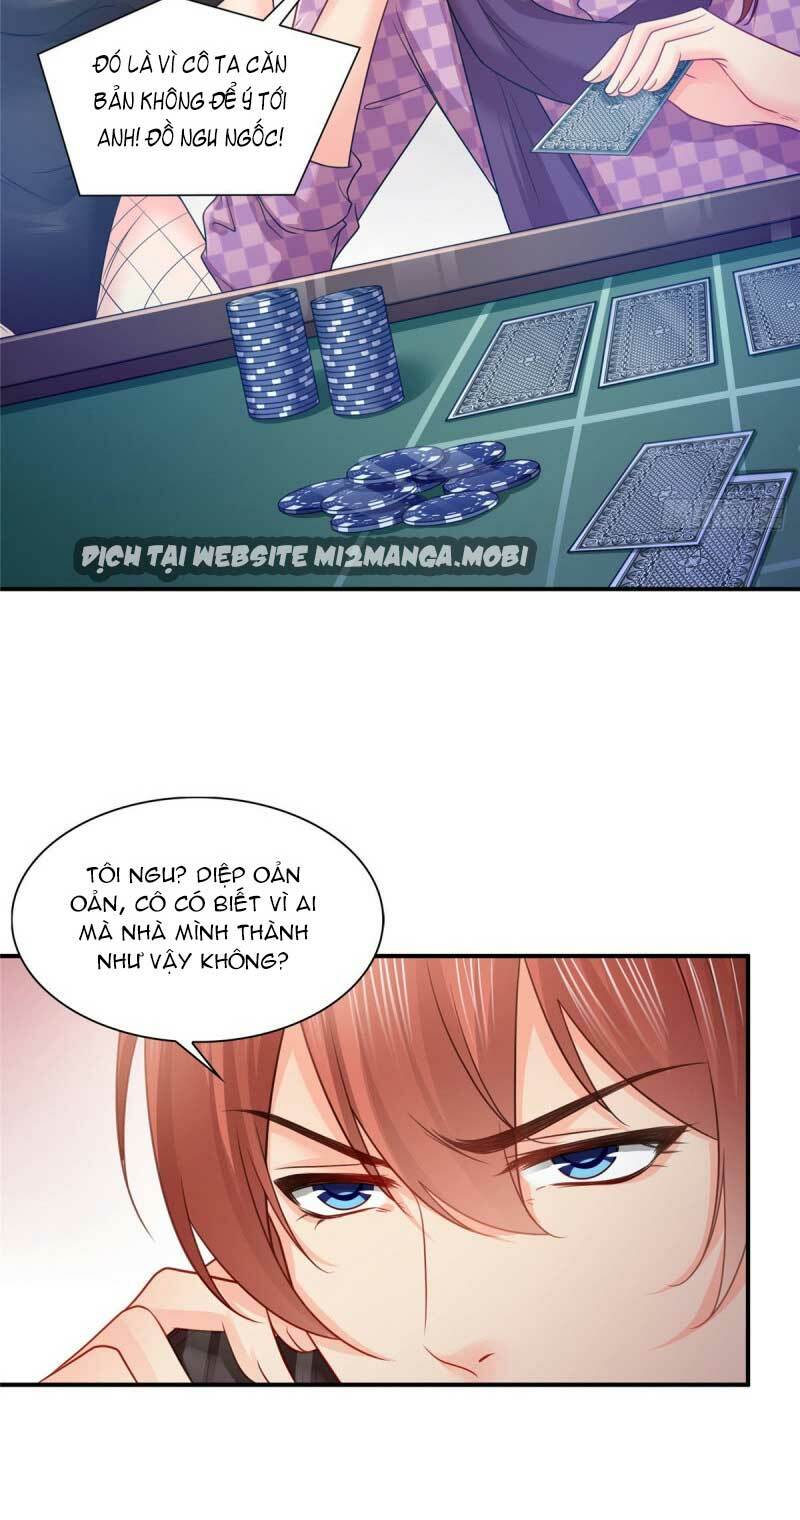 ĐÓ LÀ VÌ CÔ TA CĂN
BẢN KHÔNG ĐỂ Ý TỚI
ANH! ĐỒ NGU NGỐC!
DỊCH TẠI WEBSITE MI2MANGA.MOBI
TÔI NGU? DIỆP OẢN
OẢN, CÔ CÓ BIẾT VÌ AI
MÀ NHÀ MÌNH THÀNH
NHƯ VẬY KHÔNG?